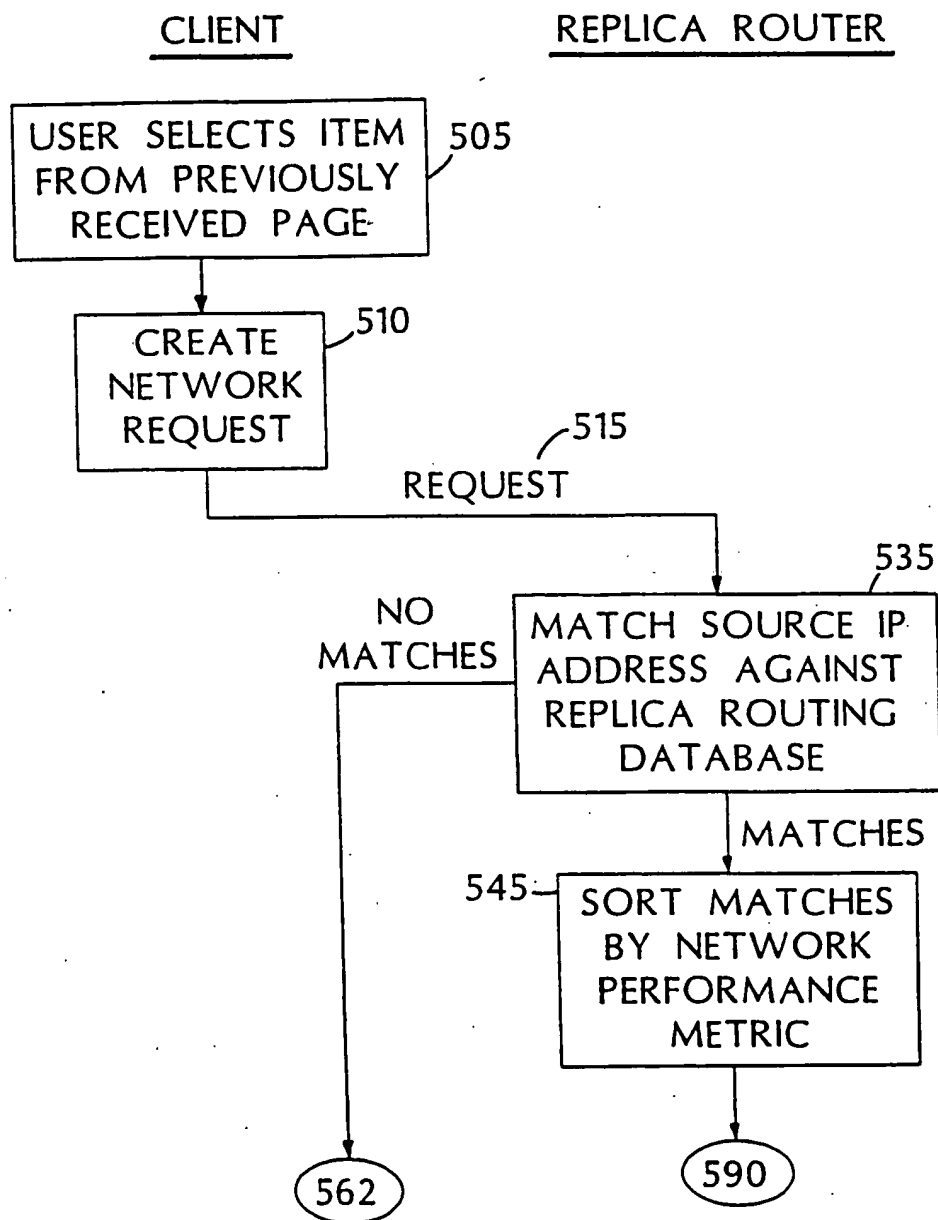 CLIENT
REPLICA ROUTER
USER SELECTS ITEM
FROM PREVIOUSLY
RECEIVED PAGE
505
CREATE
NETWORK
REQUEST
510
515
REQUEST
535
NO
MATCHES
MATCH SOURCE IP
ADDRESS AGAINST
REPLICA ROUTING
DATABASE
MATCHES
545
SORT MATCHES
BY NETWORK
PERFORMANCE
METRIC
562
590